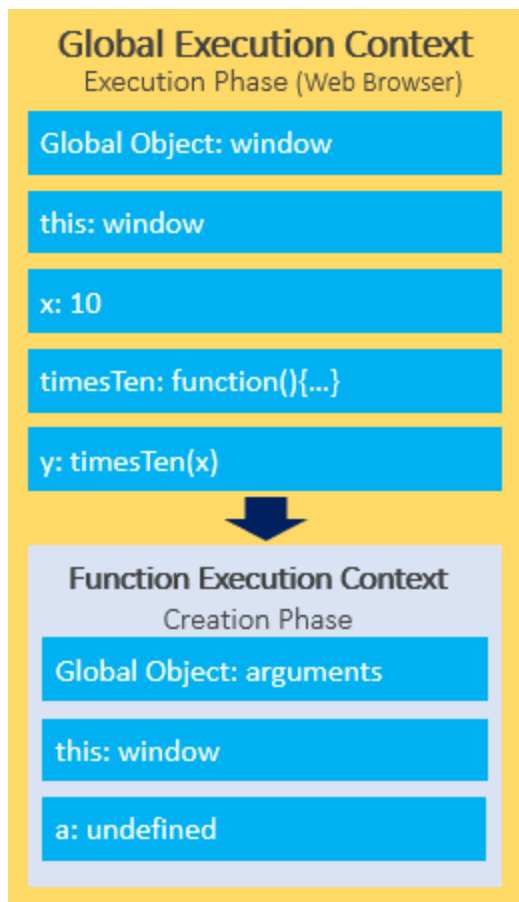 Global Execution Context
Execution Phase (Web Browser)
Global Object: window
this: window
x: 10
timesTen: function(){...}
y: timesTen(x)
Function Execution Context
Creation Phase
Global Object: arguments
this: window
a: undefined